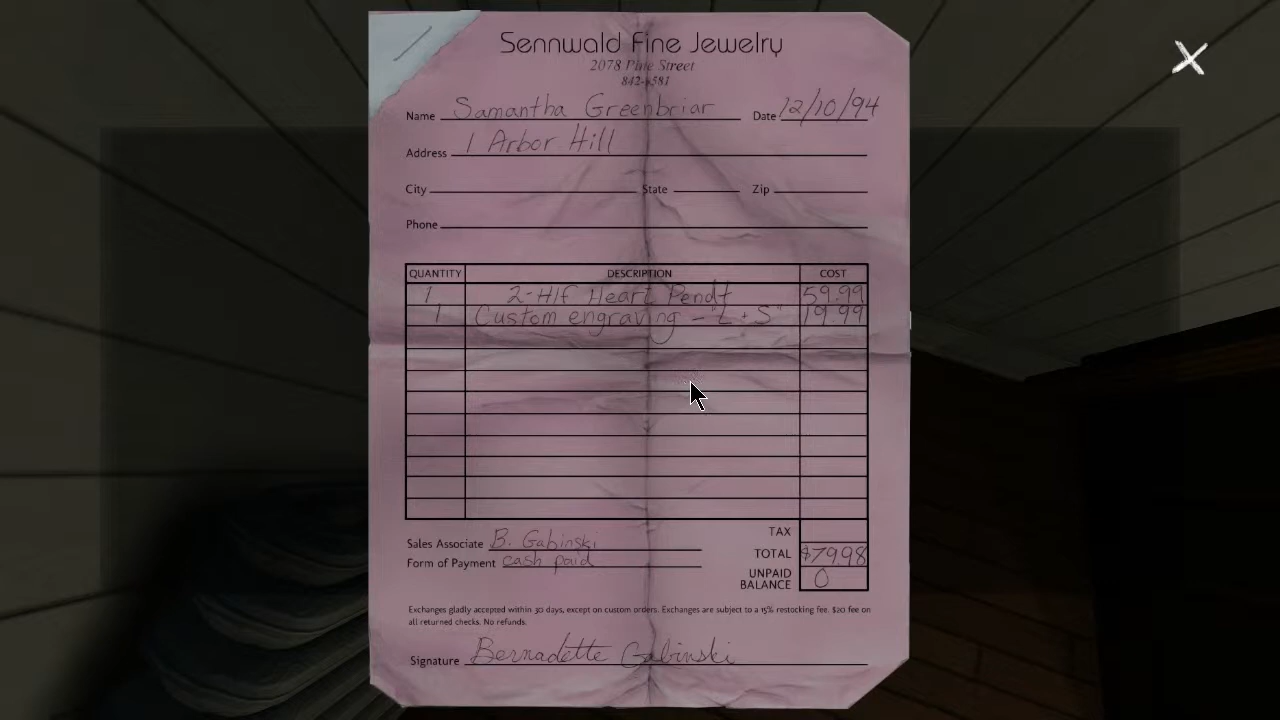 Sennwald Fine Jewelry
2078 Pine Street
842-1581
Name Samantha Greenbriar Date 12/10/94
Address 1 Arbor Hill
City State Zip
Phone
QUANTITY DESCRIPTION COST
1 2-Hlf Heart Pendt 59.99
1 Custom engraving - "L + S" 19.99
TAX
Sales Associate B. Gabinski
TOTAL $79.98
Form of Payment cash paid
UNPAID BALANCE 0
Exchanges gladly accepted within 30 days, except on custom orders. Exchanges are subject to a 15% restocking fee. $20 fee on
all returned checks. No refunds.
Signature Bernadette Gabinski